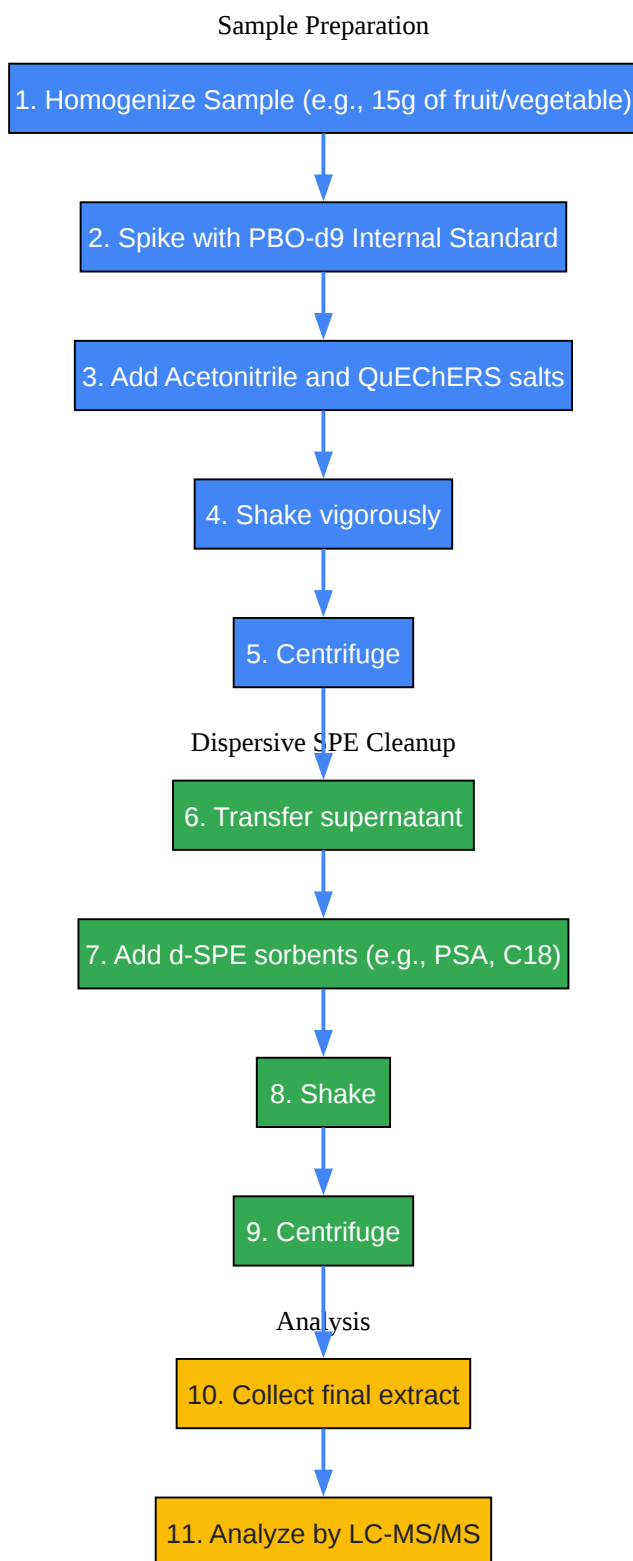 Sample Preparation
1. Homogenize Sample (e.g., 15g of fruit/vegetable)
2. Spike with PBO-d9 Internal Standard
3. Add Acetonitrile and QuEChERS salts
4. Shake vigorously
5. Centrifuge
Dispersive SPE Cleanup
6. Transfer supernatant
7. Add d-SPE sorbents (e.g., PSA, C18)
8. Shake
9. Centrifuge
Analysis
10. Collect final extract
11. Analyze by LC-MS/MS